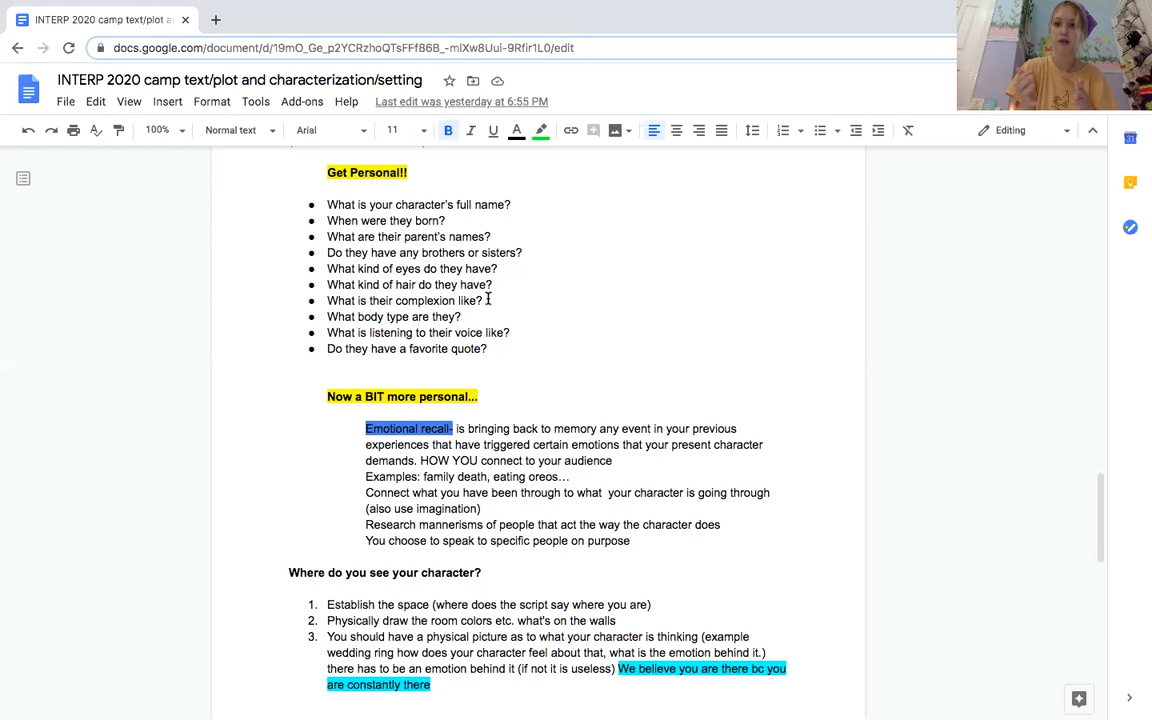 INTERP 2020 camp text/plot a
docs.google.com/document/d/19mO_Ge_p2YCRzhoQTsFFf86B_-mlXw8Uui-9Rfir1L0/edit
INTERP 2020 camp text/plot and characterization/setting
File Edit View Insert Format Tools Add-ons Help Last edit was yesterday at 6:55 PM
100% Normal text Arial 11 B I U A Editing
Get Personal!!
● What is your character's full name?
● When were they born?
● What are their parent's names?
● Do they have any brothers or sisters?
● What kind of eyes do they have?
● What kind of hair do they have?
● What is their complexion like?
● What body type are they?
● What is listening to their voice like?
● Do they have a favorite quote?
Now a BIT more personal...
Emotional recall- is bringing back to memory any event in your previous
experiences that have triggered certain emotions that your present character
demands. HOW YOU connect to your audience
Examples: family death, eating oreos…
Connect what you have been through to what your character is going through
(also use imagination)
Research mannerisms of people that act the way the character does
You choose to speak to specific people on purpose
Where do you see your character?
1. Establish the space (where does the script say where you are)
2. Physically draw the room colors etc. what's on the walls
3. You should have a physical picture as to what your character is thinking (example
wedding ring how does your character feel about that, what is the emotion behind it.)
there has to be an emotion behind it (if not it is useless) We believe you are there bc you
are constantly there